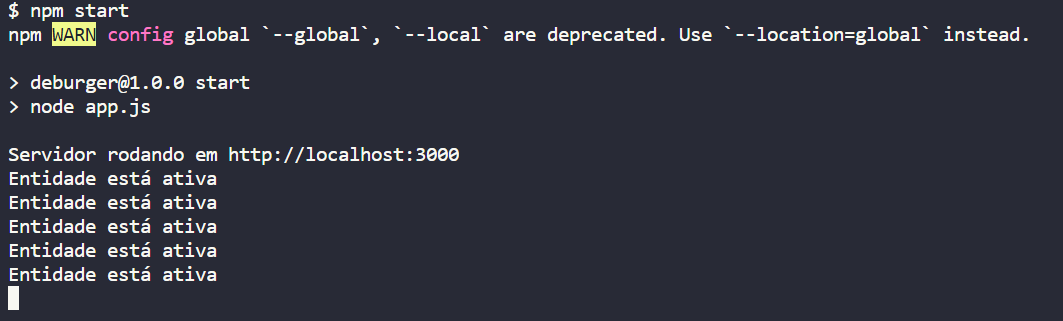 $ npm start
npm WARN config global `--global`, `--local` are deprecated. Use `--location=global` instead.
> deburger@1.0.0 start
> node app.js
Servidor rodando em http://localhost:3000
Entidade está ativa
Entidade está ativa
Entidade está ativa
Entidade está ativa
Entidade está ativa